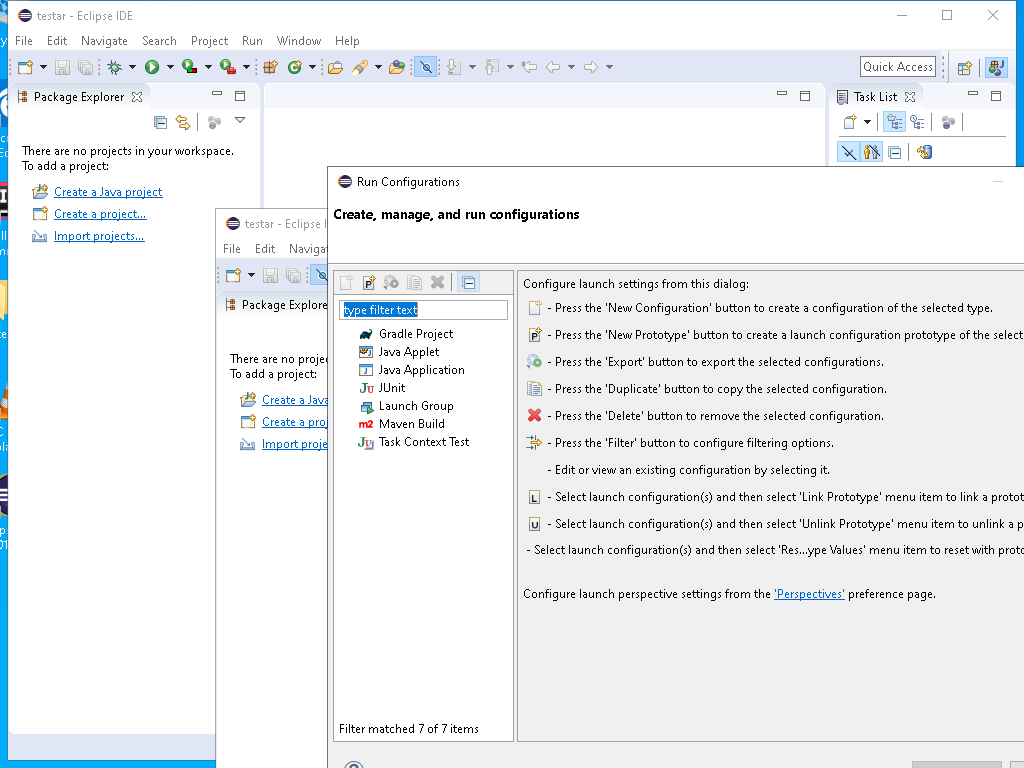 testar - Eclipse IDE
File Edit Navigate Search Project Run Window Help
Quick Access
Package Explorer
Task List
There are no projects in your workspace.
To add a project:
Create a Java project
Create a project...
Import projects...
testar - Eclipse I
File Edit Navigat
Package Explore
There are no projec
To add a project:
Create a Java
Create a proj
Import proje
Run Configurations
Create, manage, and run configurations
type filter text
Gradle Project
Java Applet
Java Application
JUnit
Launch Group
Maven Build
Task Context Test
Filter matched 7 of 7 items
Configure launch settings from this dialog:
- Press the 'New Configuration' button to create a configuration of the selected type.
- Press the 'New Prototype' button to create a launch configuration prototype of the select
- Press the 'Export' button to export the selected configurations.
- Press the 'Duplicate' button to copy the selected configuration.
- Press the 'Delete' button to remove the selected configuration.
- Press the 'Filter' button to configure filtering options.
- Edit or view an existing configuration by selecting it.
- Select launch configuration(s) and then select 'Link Prototype' menu item to link a protot
- Select launch configuration(s) and then select 'Unlink Prototype' menu item to unlink a p
- Select launch configuration(s) and then select 'Res...ype Values' menu item to reset with proto
Configure launch perspective settings from the 'Perspectives' preference page.